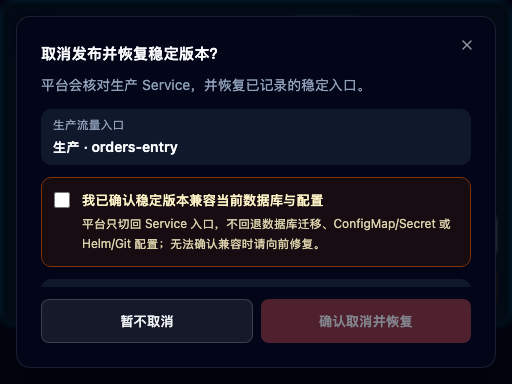 取消发布并恢复稳定版本?
平台会核对生产 Service，并恢复已记录的稳定入口。
生产流量入口
生产 · orders-entry
我已确认稳定版本兼容当前数据库与配置
平台只切回 Service 入口，不回退数据库迁移、ConfigMap/Secret 或
Helm/Git 配置；无法确认兼容时请向前修复。
暂不取消
确认取消并恢复